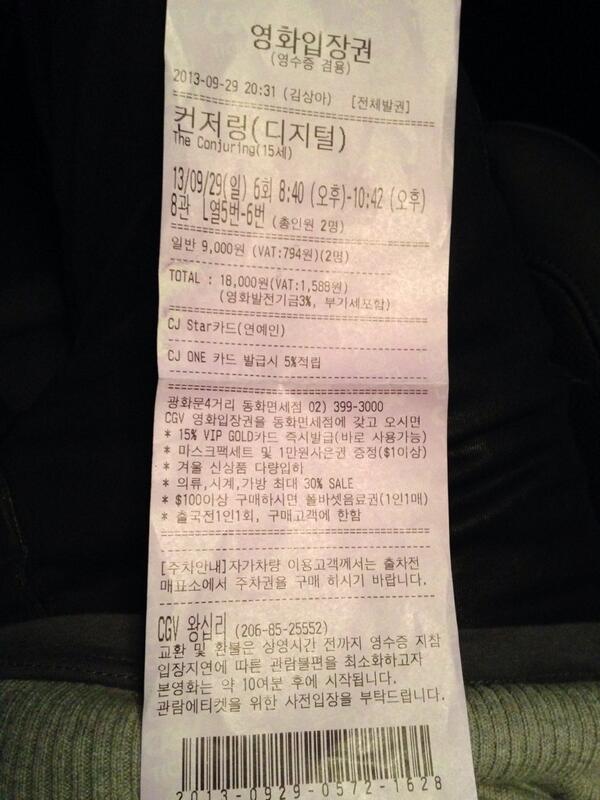 영화입장권
(영수증 겸용)
2013-09-29 20:31 (김상아) [전체발권]
컨저링(디지털)
The Conjuring(15세)
13/09/29(일) 6회 8:40 (오후)-10:42 (오후)
8관 L열5번-6번 (총인원 2명)
일반 9,000원 (VAT:794원)(2명)
TOTAL : 18,000원(VAT:1,588원)
(영화발전기금3%, 부가세포함)
CJ Star카드(연예인)
CJ ONE 카드 발급시 5%적립
광화문4거리 동화면세점 02) 399-3000
CGV 영화입장권을 동화면세점에 갖고 오시면
* 15% VIP GOLD카드 즉시발급(바로 사용가능)
* 마스크팩세트 및 1만원사은권 증정($1이상)
* 겨울 신상품 다량입하
* 의류,시계,가방 최대 30% SALE
* $100이상 구매하시면 폴바셋음료권(1인1매)
* 출국전1인1회, 구매고객에 한함
[주차안내]자가차량 이용고객께서는 출차전
매표소에서 주차권을 구매 하시기 바랍니다.
CGV 왕십리 (206-85-25552)
교환 및 환불은 상영시간 전까지 영수증 지참
입장지연에 따른 관람불편을 최소화하고자
본영화는 약 10여분 후에 시작됩니다.
관람에티켓을 위한 사전입장을 부탁드립니다.
2013-0929-0572-1628